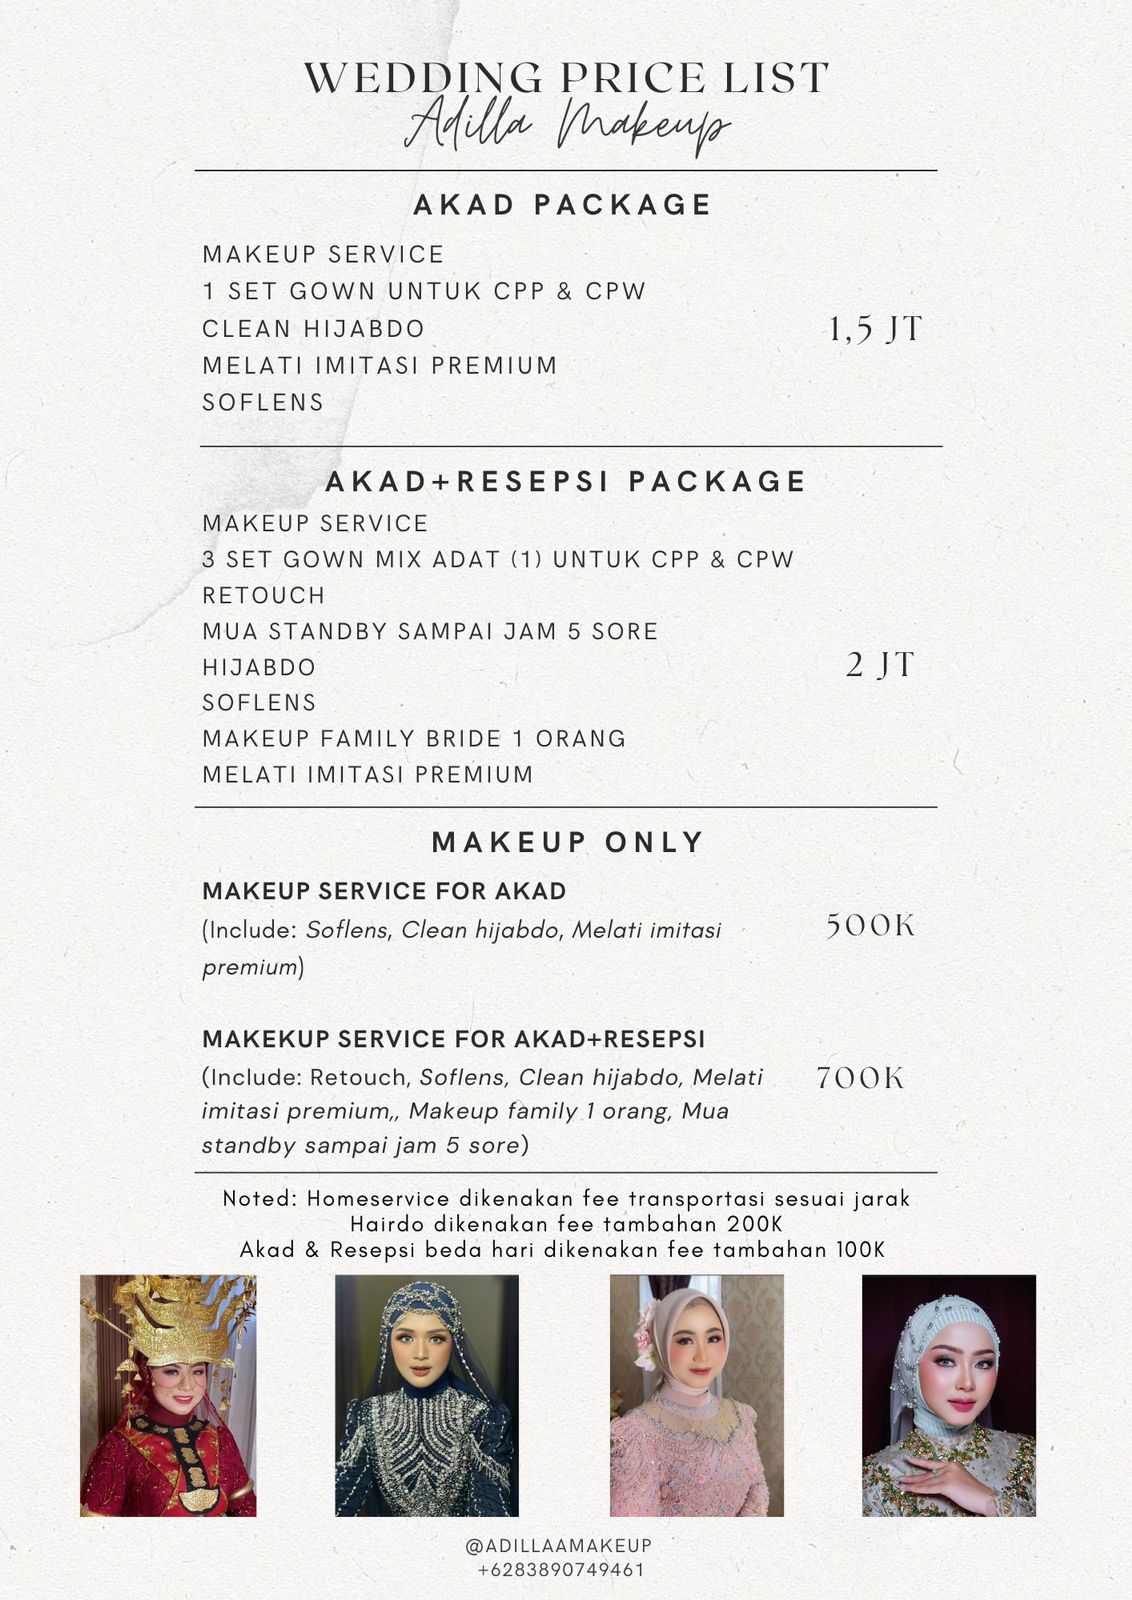 WEDDING PRICE LIST
Adilla Makeup
AKAD PACKAGE
MAKEUP SERVICE
1 SET GOWN UNTUK CPP & CPW
CLEAN HIJABDO
MELATI IMITASI PREMIUM
SOFLENS
1,5 JT
AKAD+RESEPSI PACKAGE
MAKEUP SERVICE
3 SET GOWN MIX ADAT (1) UNTUK CPP & CPW
RETOUCH
MUA STANDBY SAMPAI JAM 5 SORE
HIJABDO
SOFLENS
MAKEUP FAMILY BRIDE 1 ORANG
MELATI IMITASI PREMIUM
2 JT
MAKEUP ONLY
MAKEUP SERVICE FOR AKAD
(Include: Soflens, Clean hijabdo, Melati imitasi
premium)
500K
MAKEKUP SERVICE FOR AKAD+RESEPSI
(Include: Retouch, Soflens, Clean hijabdo, Melati
imitasi premium,, Makeup family 1 orang, Mua
standby sampai jam 5 sore)
700K
Noted: Homeservice dikenakan fee transportasi sesuai jarak
Hairdo dikenakan fee tambahan 200K
Akad & Resepsi beda hari dikenakan fee tambahan 100K
@ADILLAAMAKEUP
+6283890749461